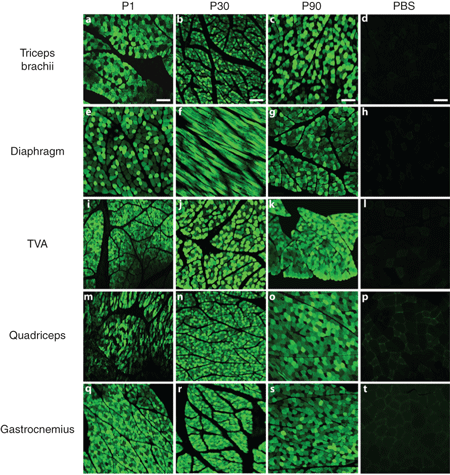 P1 P30 P90 PBS
Triceps
brachii
a b c d
Diaphragm
e f g h
TVA
i j k l
Quadriceps
m n o p
Gastrocnemius
q r s t